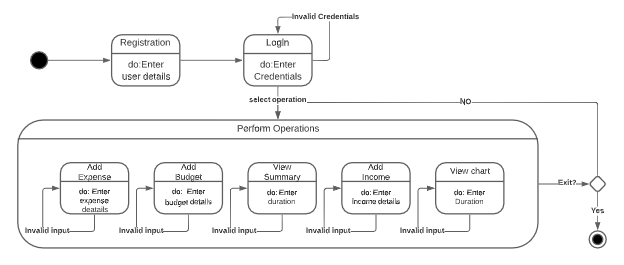 Invalid Credentials
Registration
do:Enter
user details
LogIn
do:Enter
Credentials
select operation
NO
Perform Operations
Add
Expense
do: Enter
expense
deatails
Invalid input
Add
Budget
do: Enter
budget details
Invalid input
View
Summary
do: Enter
duration
Invalid input
Add
Income
do: Enter
Income details
Invalid input
View chart
do: Enter
Duration
Invalid input
Exit?
Yes